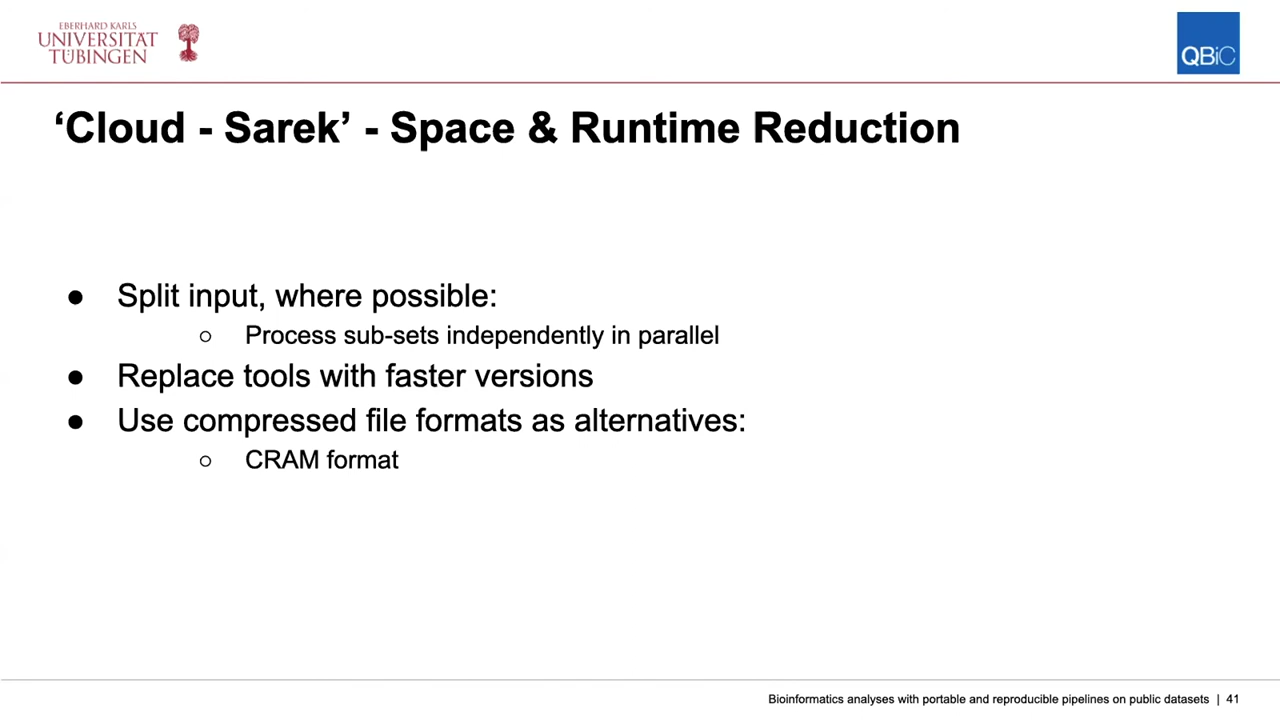 EBERHARD KARLS
UNIVERSITÄT
TÜBINGEN
QBiC
‘Cloud - Sarek’ - Space & Runtime Reduction
● Split input, where possible:
○ Process sub-sets independently in parallel
● Replace tools with faster versions
● Use compressed file formats as alternatives:
○ CRAM format
Bioinformatics analyses with portable and reproducible pipelines on public datasets | 41